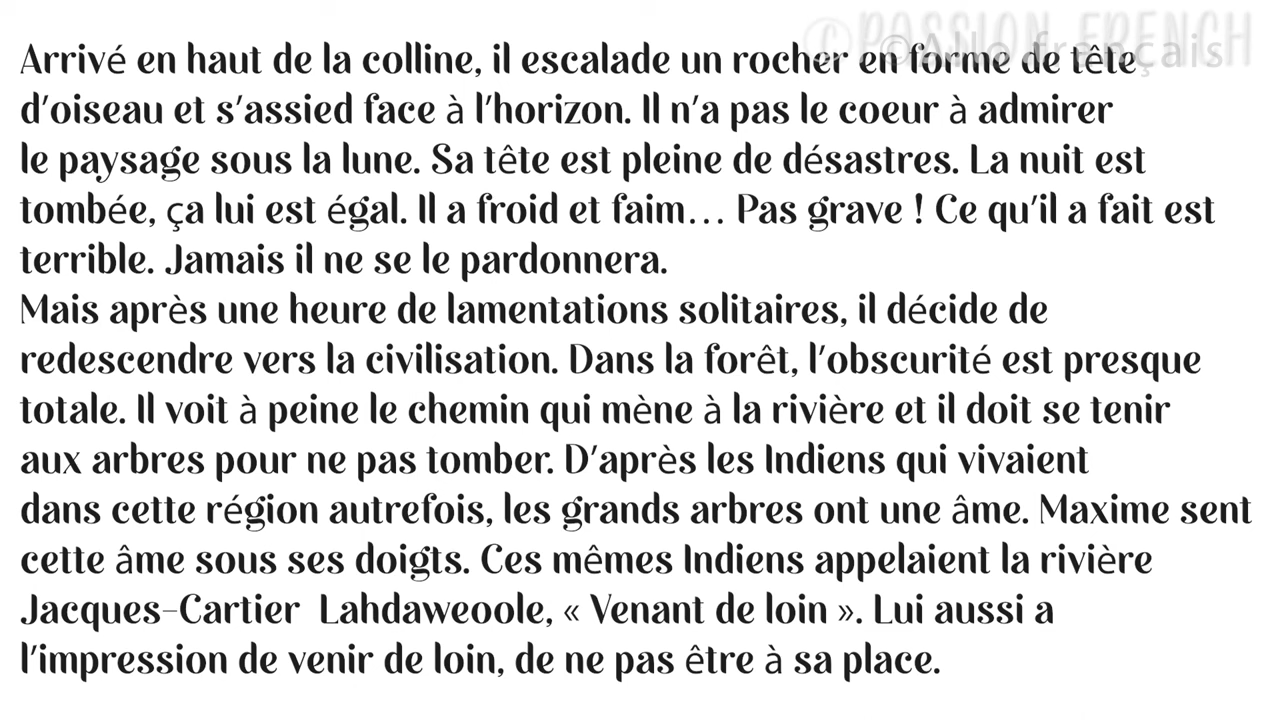 © PASSION FRENCH
©Allo français
Arrivé en haut de la colline, il escalade un rocher en forme de tête
d'oiseau et s'assied face à l'horizon. Il n'a pas le coeur à admirer
le paysage sous la lune. Sa tête est pleine de désastres. La nuit est
tombée, ça lui est égal. Il a froid et faim… Pas grave ! Ce qu'il a fait est
terrible. Jamais il ne se le pardonnera.
Mais après une heure de lamentations solitaires, il décide de
redescendre vers la civilisation. Dans la forêt, l'obscurité est presque
totale. Il voit à peine le chemin qui mène à la rivière et il doit se tenir
aux arbres pour ne pas tomber. D'après les Indiens qui vivaient
dans cette région autrefois, les grands arbres ont une âme. Maxime sent
cette âme sous ses doigts. Ces mêmes Indiens appelaient la rivière
Jacques-Cartier Lahdaweoole, « Venant de loin ». Lui aussi a
l'impression de venir de loin, de ne pas être à sa place.